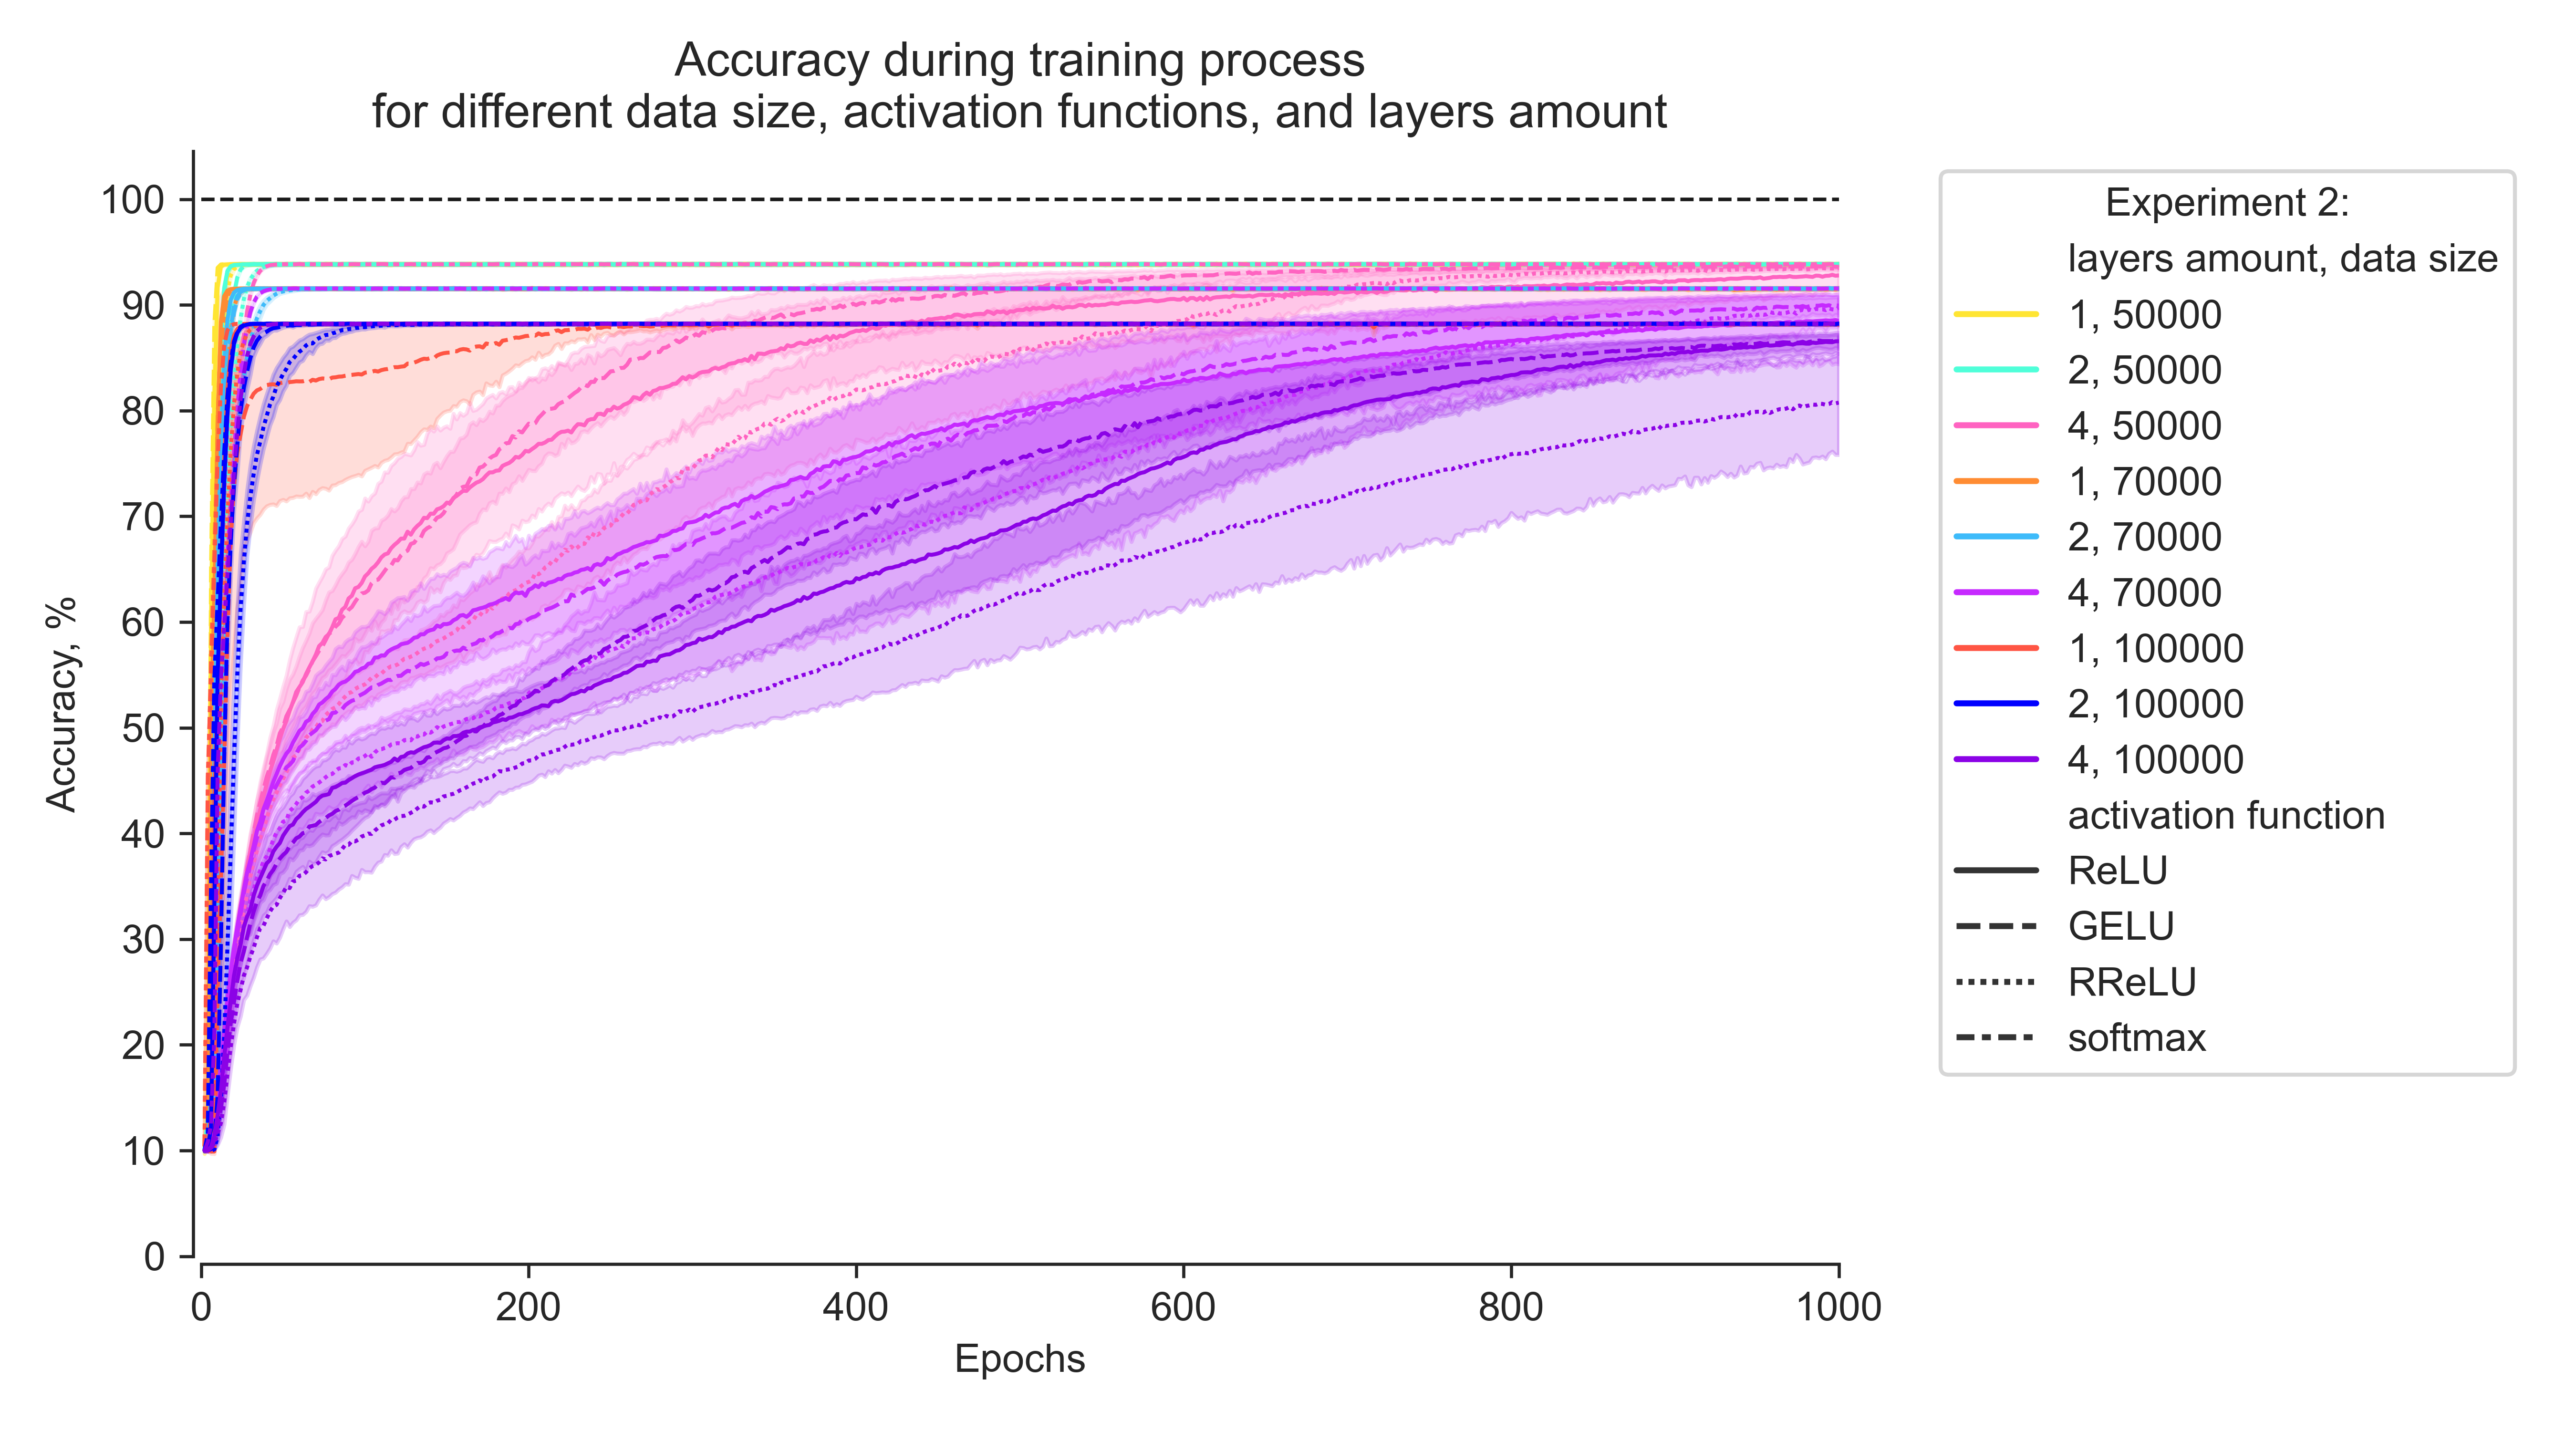 Accuracy during training process
for different data size, activation functions, and layers amount
Accuracy, %
100
90
80
70
60
50
40
30
20
10
0
0 200 400 600 800 1000
Epochs
Experiment 2:
layers amount, data size
1, 50000
2, 50000
4, 50000
1, 70000
2, 70000
4, 70000
1, 100000
2, 100000
4, 100000
activation function
ReLU
GELU
RReLU
softmax